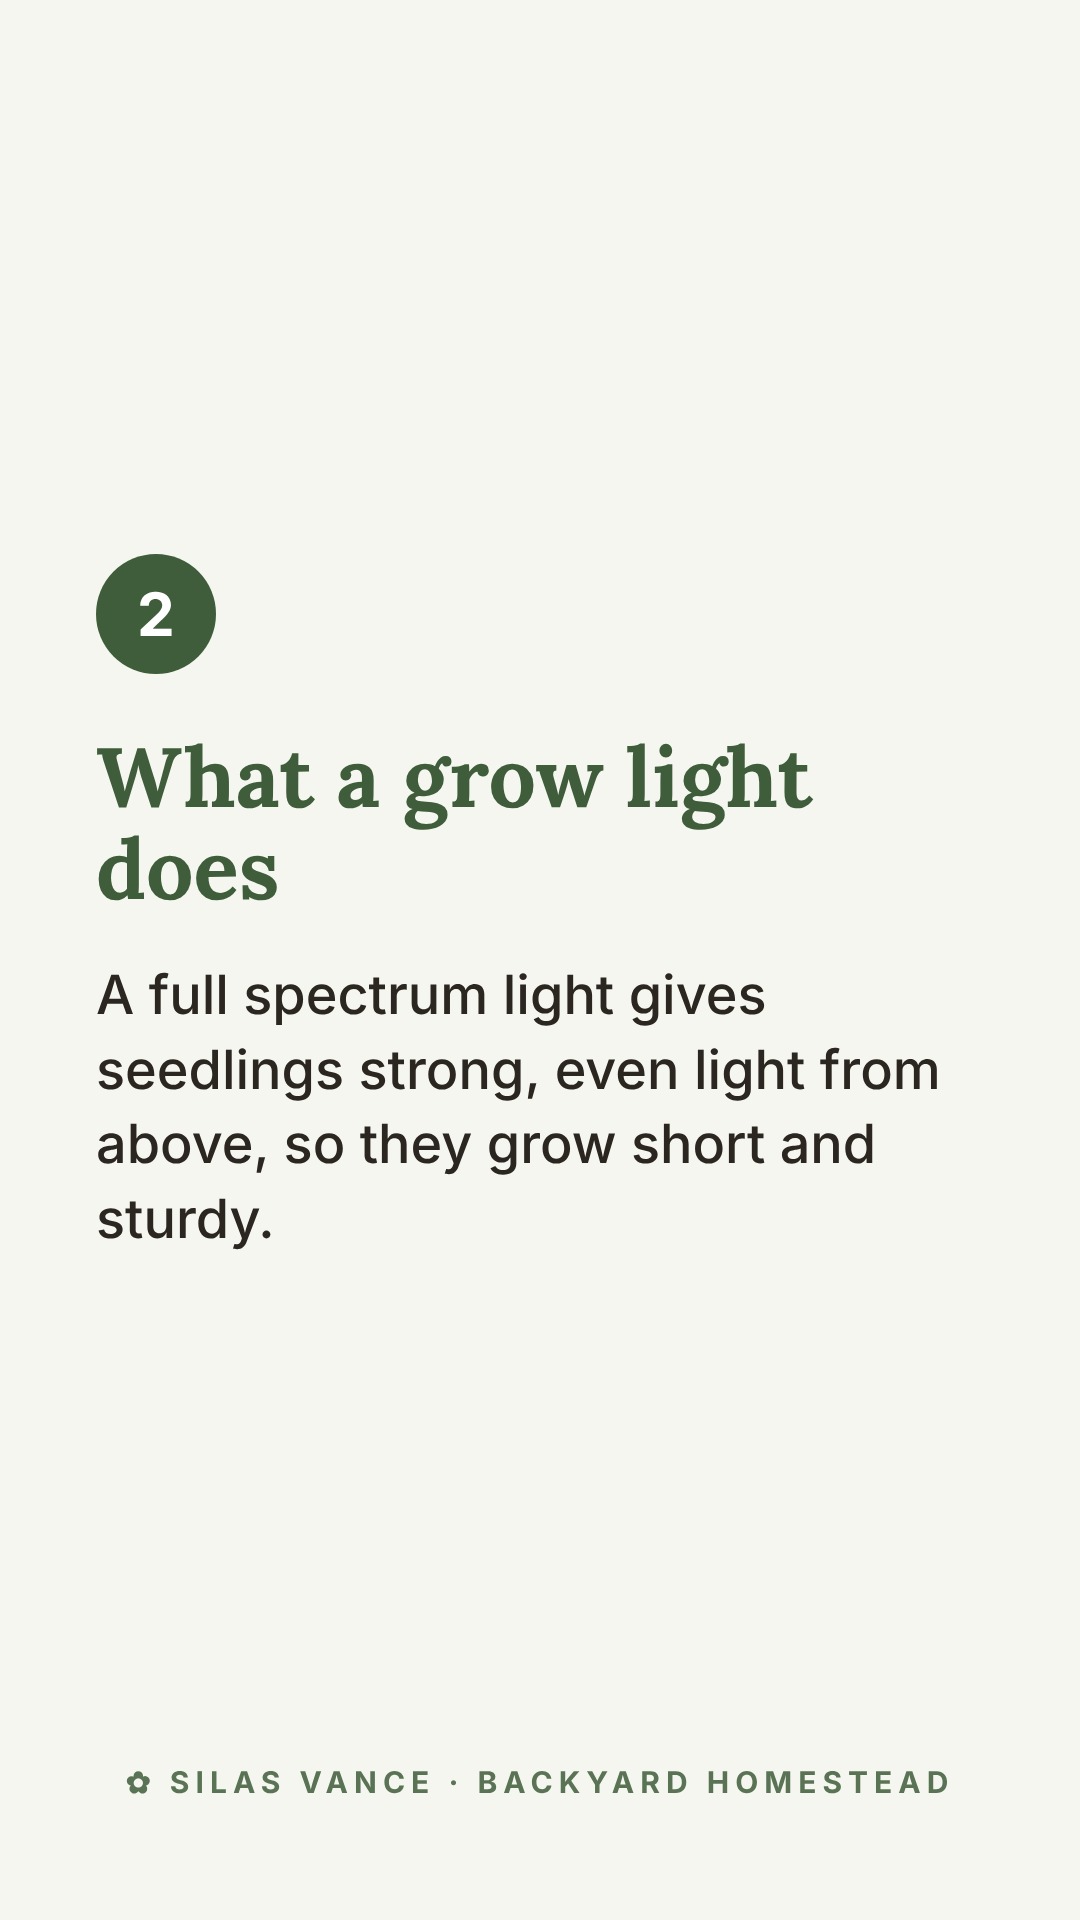 2
What a grow light
does
A full spectrum light gives
seedlings strong, even light from
above, so they grow short and
sturdy.
✿ SILAS VANCE · BACKYARD HOMESTEAD